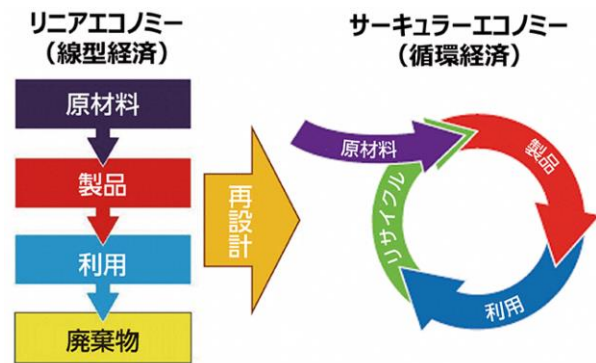 リニアエコノミー
（線型経済）
原材料
製品
利用
廃棄物
再設計
サーキュラーエコノミー
（循環経済）
原材料
製品
利用
リサイクル